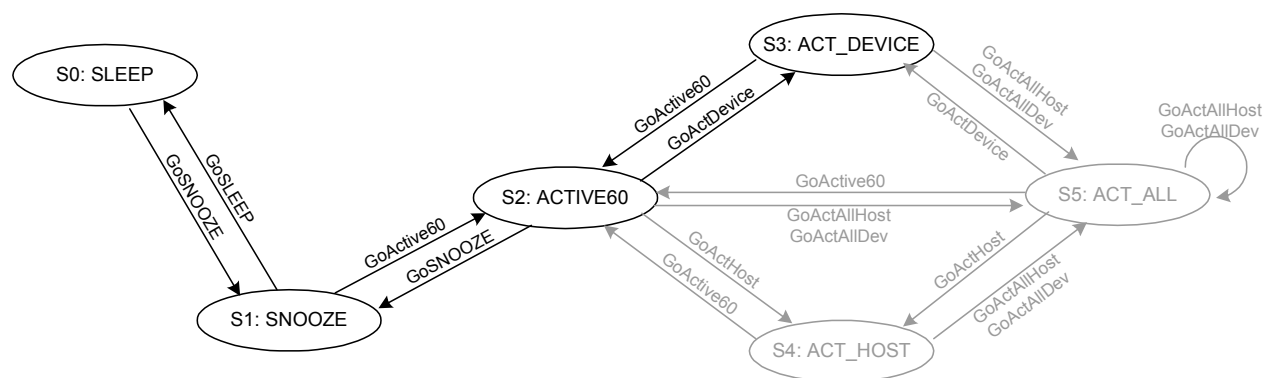 S0: SLEEP
GoSNOOZE
GoSLEEP
S1: SNOOZE
GoActive60
GoSNOOZE
S2: ACTIVE60
GoActive60
GoActDevice
S3: ACT_DEVICE
GoActAllHost
GoActAllDev
GoActDevice
GoActAllHost
GoActAllDev
GoActive60
GoActAllHost
GoActAllDev
S5: ACT_ALL
GoActHost
GoActive60
GoActHost
GoActAllHost
GoActAllDev
S4: ACT_HOST